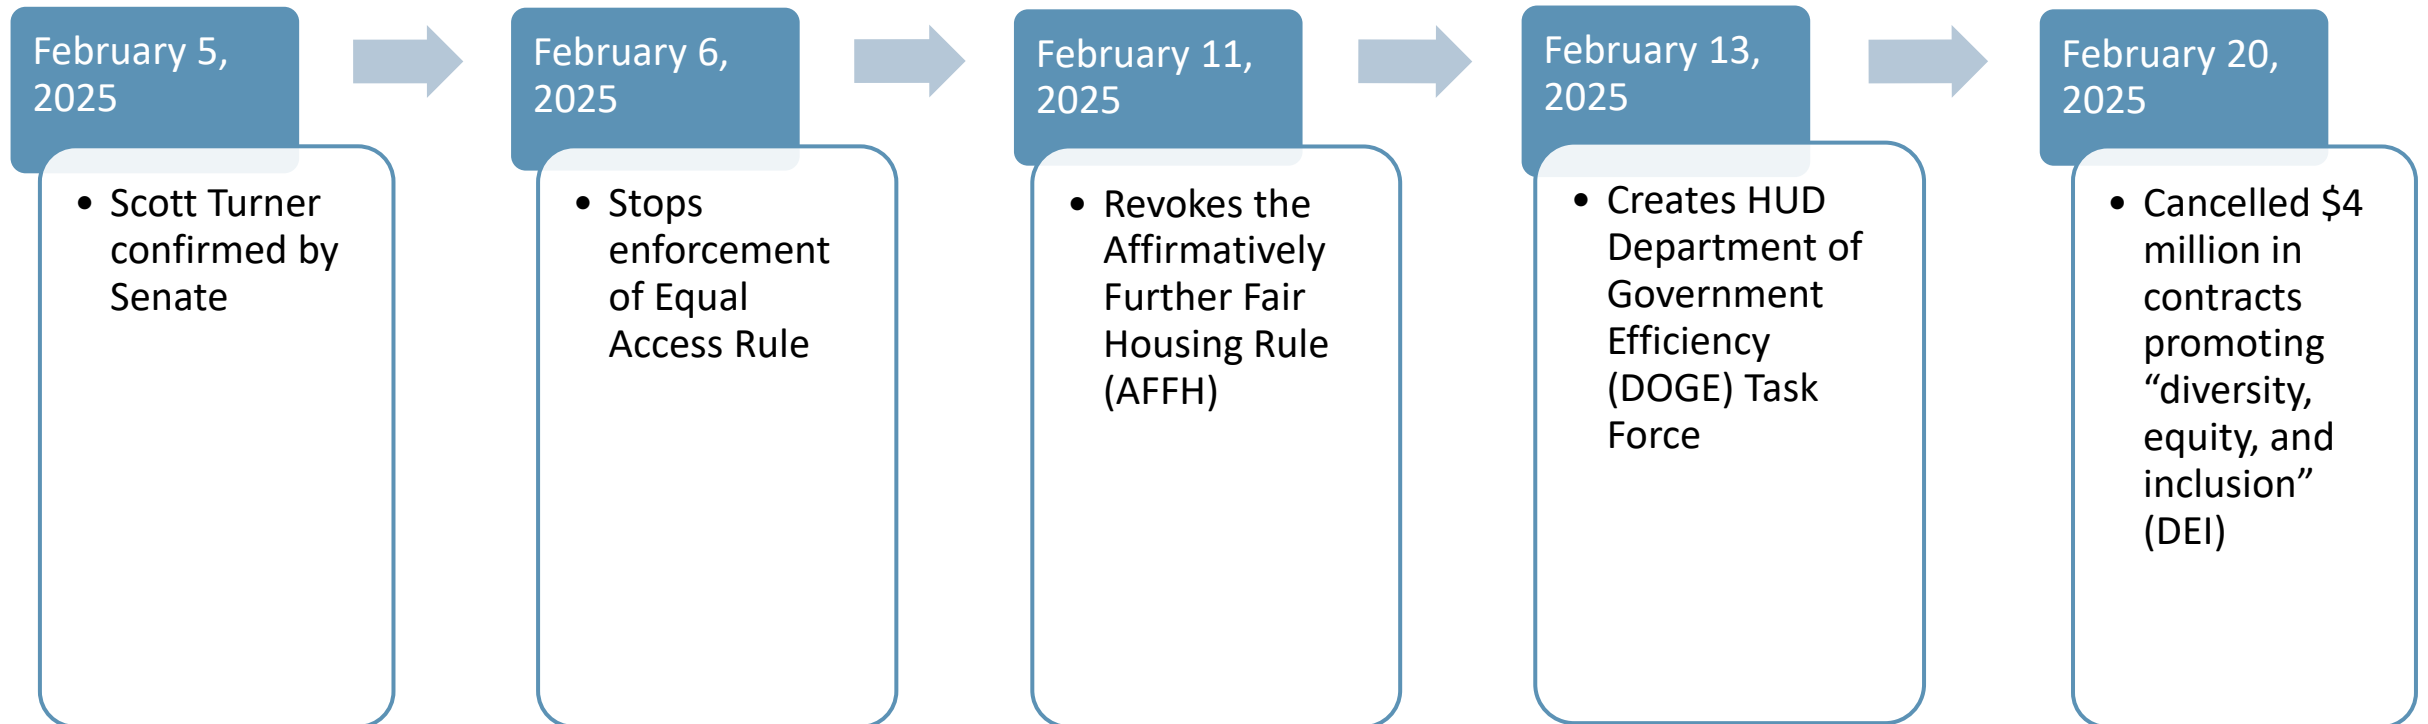 February 5,
2025
• Scott Turner
confirmed by
Senate
February 6,
2025
• Stops
enforcement
of Equal
Access Rule
February 11,
2025
• Revokes the
Affirmatively
Further Fair
Housing Rule
(AFFH)
February 13,
2025
• Creates HUD
Department of
Government
Efficiency
(DOGE) Task
Force
February 20,
2025
• Cancelled $4
million in
contracts
promoting
“diversity,
equity, and
inclusion”
(DEI)